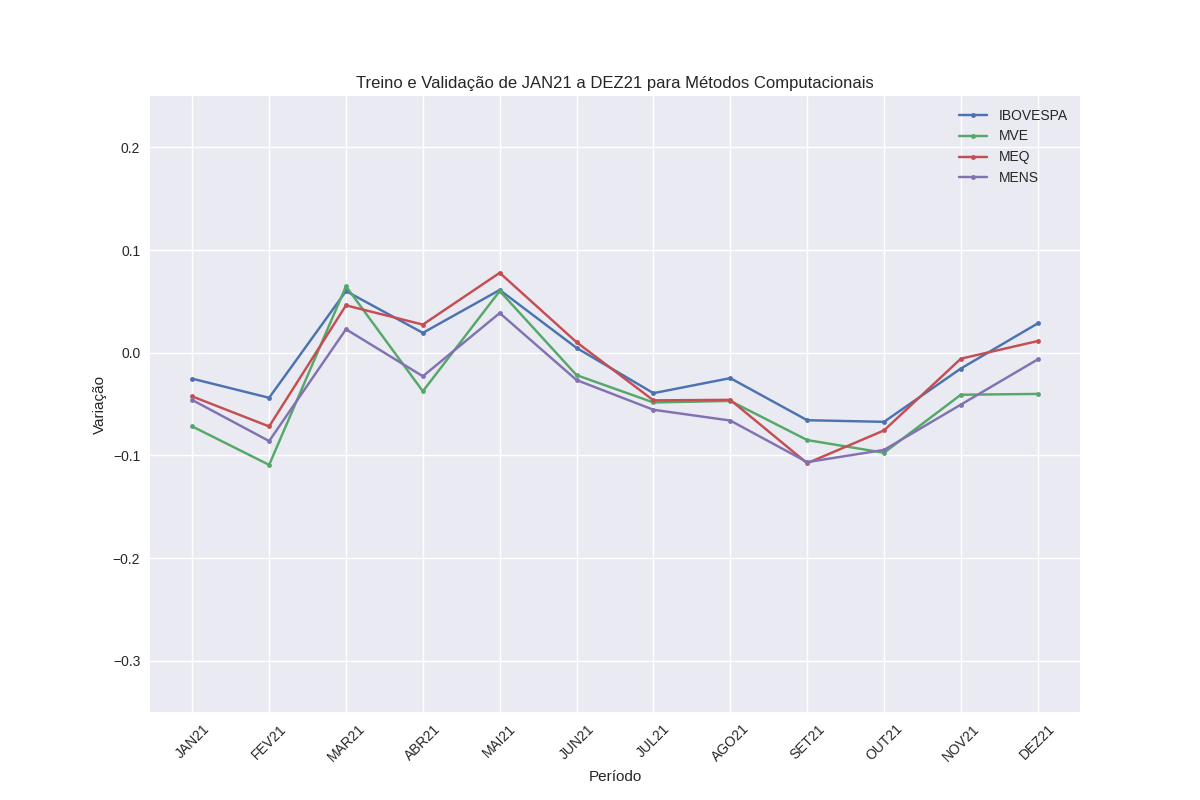 Treino e Validação de JAN21 a DEZ21 para Métodos Computacionais
IBOVESPA
MVE
MEQ
MENS
0.2
0.1
0.0
−0.1
−0.2
−0.3
Variação
JAN21
FEV21
MAR21
ABR21
MAI21
JUN21
JUL21
AGO21
SET21
OUT21
NOV21
DEZ21
Período